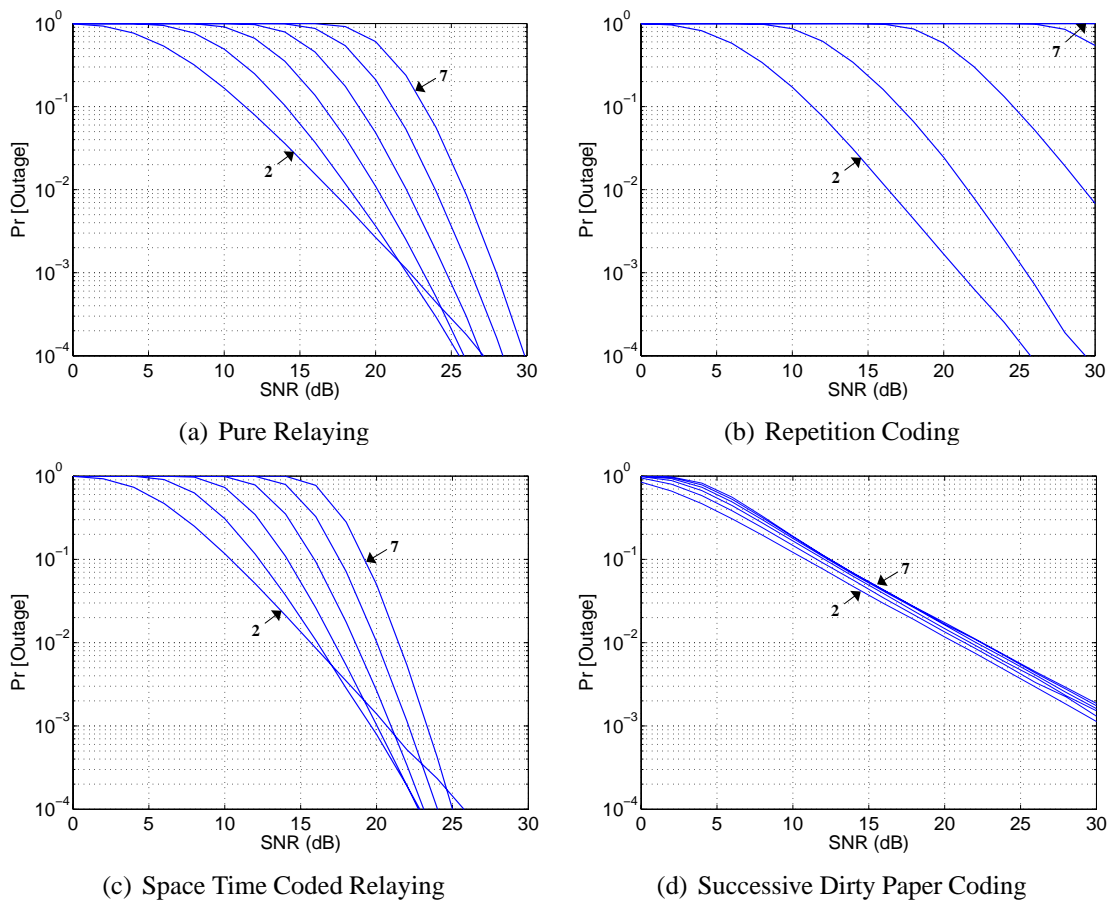 10^0
10^-1
10^-2
10^-3
10^-4
Pr [Outage]
7
2
0 5 10 15 20 25 30
SNR (dB)
(a) Pure Relaying
10^0
10^-1
10^-2
10^-3
10^-4
Pr [Outage]
7
2
0 5 10 15 20 25 30
SNR (dB)
(b) Repetition Coding
10^0
10^-1
10^-2
10^-3
10^-4
Pr [Outage]
7
2
0 5 10 15 20 25 30
SNR (dB)
(c) Space Time Coded Relaying
10^0
10^-1
10^-2
10^-3
10^-4
Pr [Outage]
7
2
0 5 10 15 20 25 30
SNR (dB)
(d) Successive Dirty Paper Coding